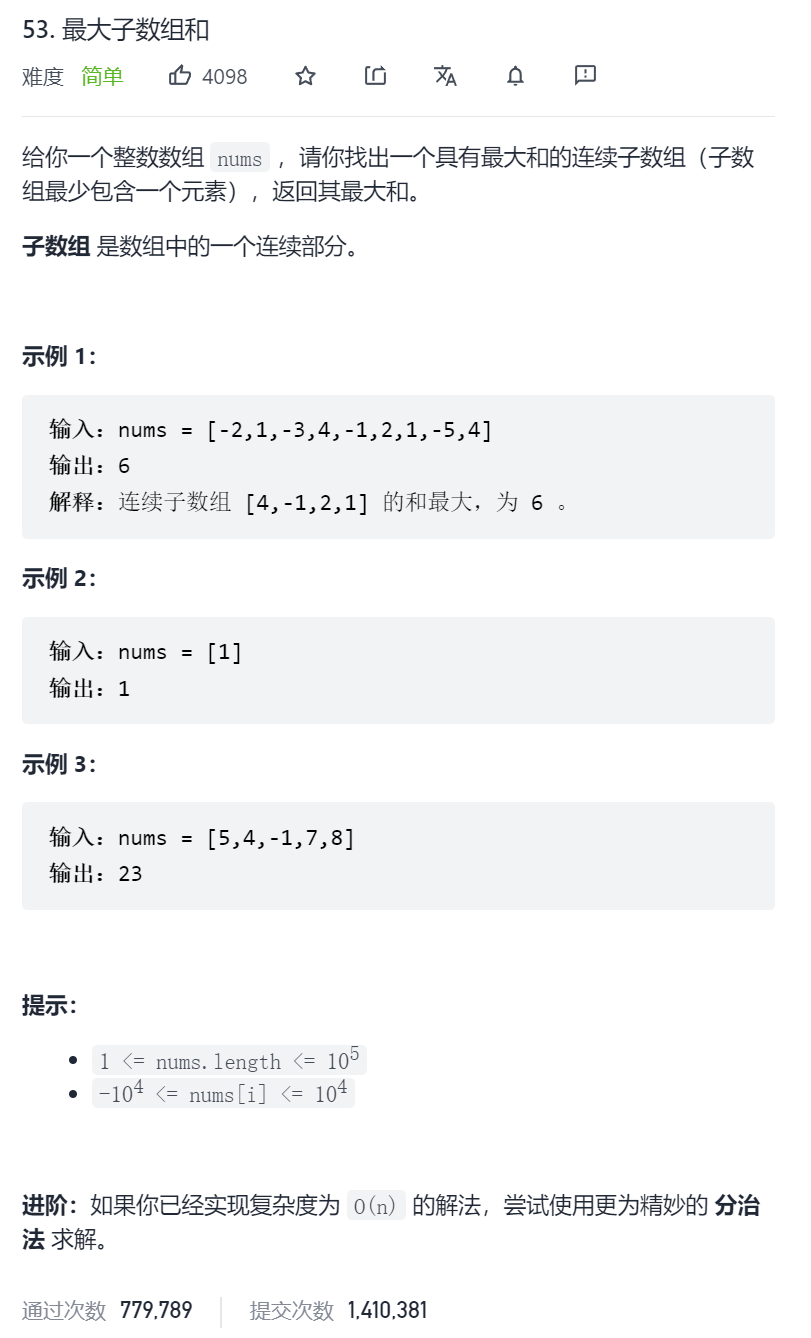 53. 最大子数组和
难度 简单 4098
给你一个整数数组 nums ，请你找出一个具有最大和的连续子数组（子数
组最少包含一个元素），返回其最大和。
子数组 是数组中的一个连续部分。
示例 1：
输入：nums = [-2,1,-3,4,-1,2,1,-5,4]
输出：6
解释：连续子数组 [4,-1,2,1] 的和最大，为 6 。
示例 2：
输入：nums = [1]
输出：1
示例 3：
输入：nums = [5,4,-1,7,8]
输出：23
提示：
• 1 <= nums.length <= 10⁵
• -10⁴ <= nums[i] <= 10⁴
进阶：如果你已经实现复杂度为 O(n) 的解法，尝试使用更为精妙的 分治
法 求解。
通过次数 779,789 提交次数 1,410,381